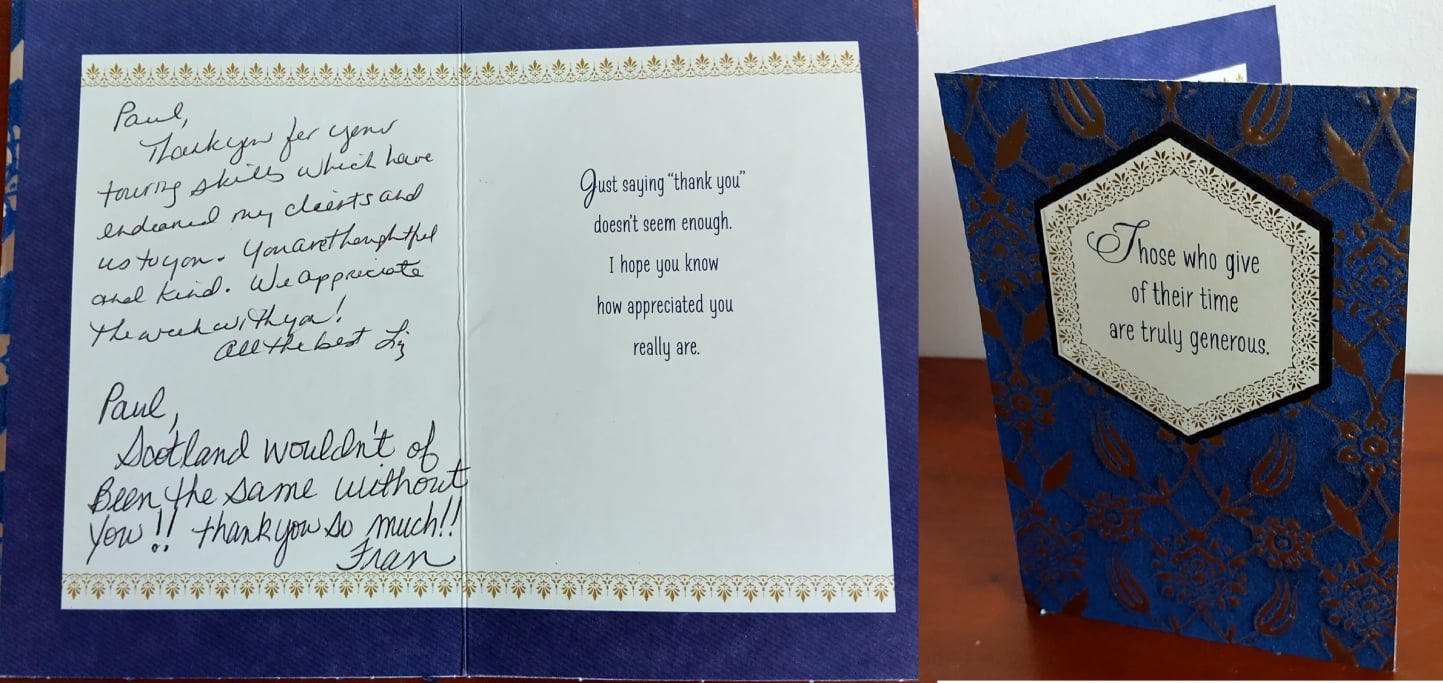 Paul,
Thank you for your
touring skills which have
endeared my clients and
us to you. You are thoughtful
and kind. We appreciate
the week with you!
All the best Liz
Paul,
Scotland wouldn't of
Been the same without
You!! thank you so much!!
Fran
Just saying “thank you”
doesn't seem enough.
I hope you know
how appreciated you
really are.
Those who give
of their time
are truly generous.